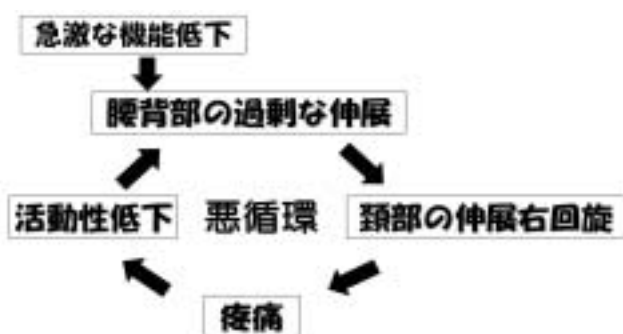 急激な機能低下
腰背部の過剰な伸展
活動性低下
悪循環
頚部の伸展右回旋
疼痛